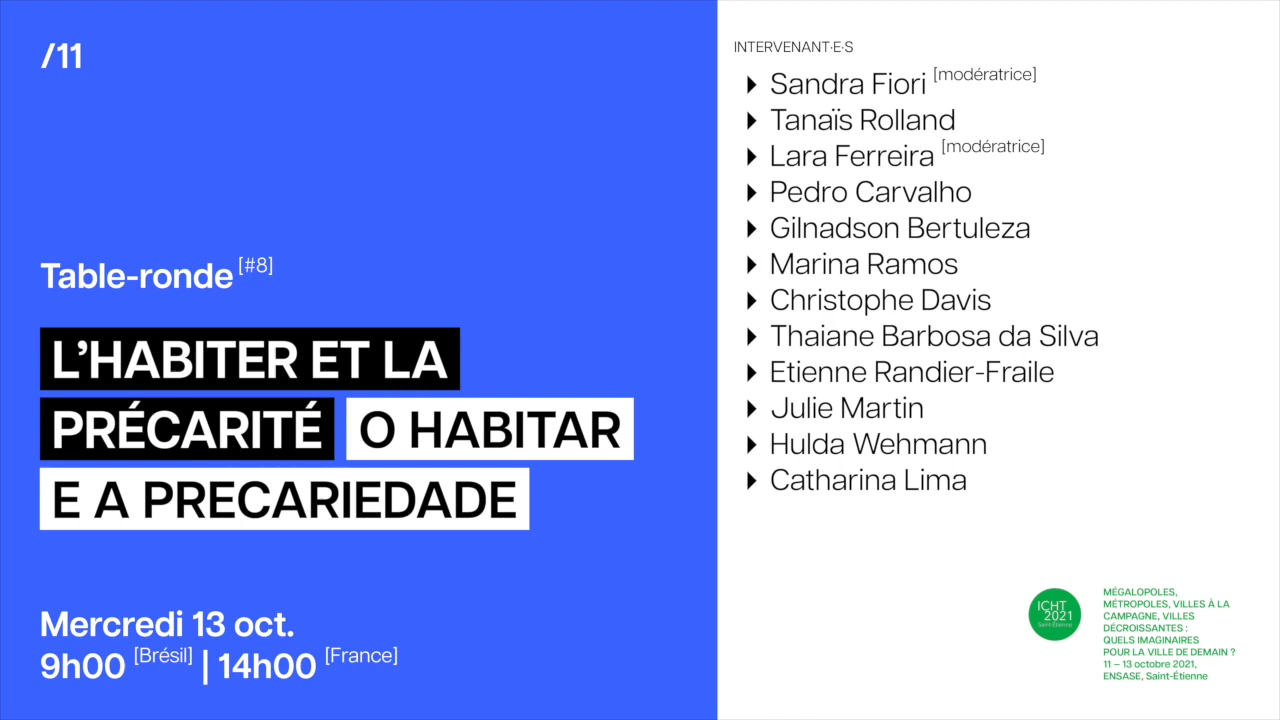 /11
Table-ronde [#8]
L’HABITER ET LA
PRÉCARITÉ O HABITAR
E A PRECARIEDADE
Mercredi 13 oct.
9h00 [Brésil] | 14h00 [France]
INTERVENANT·E·S
Sandra Fiori [modératrice]
Tanaïs Rolland
Lara Ferreira [modératrice]
Pedro Carvalho
Gilnadson Bertuleza
Marina Ramos
Christophe Davis
Thaiane Barbosa da Silva
Etienne Randier-Fraile
Julie Martin
Hulda Wehmann
Catharina Lima
ICHT
2021
Saint-Étienne
MÉGALOPOLES,
MÉTROPOLES, VILLES À LA
CAMPAGNE, VILLES
DÉCROISSANTES :
QUELS IMAGINAIRES
POUR LA VILLE DE DEMAIN ?
11 – 13 octobre 2021,
ENSASE, Saint-Étienne